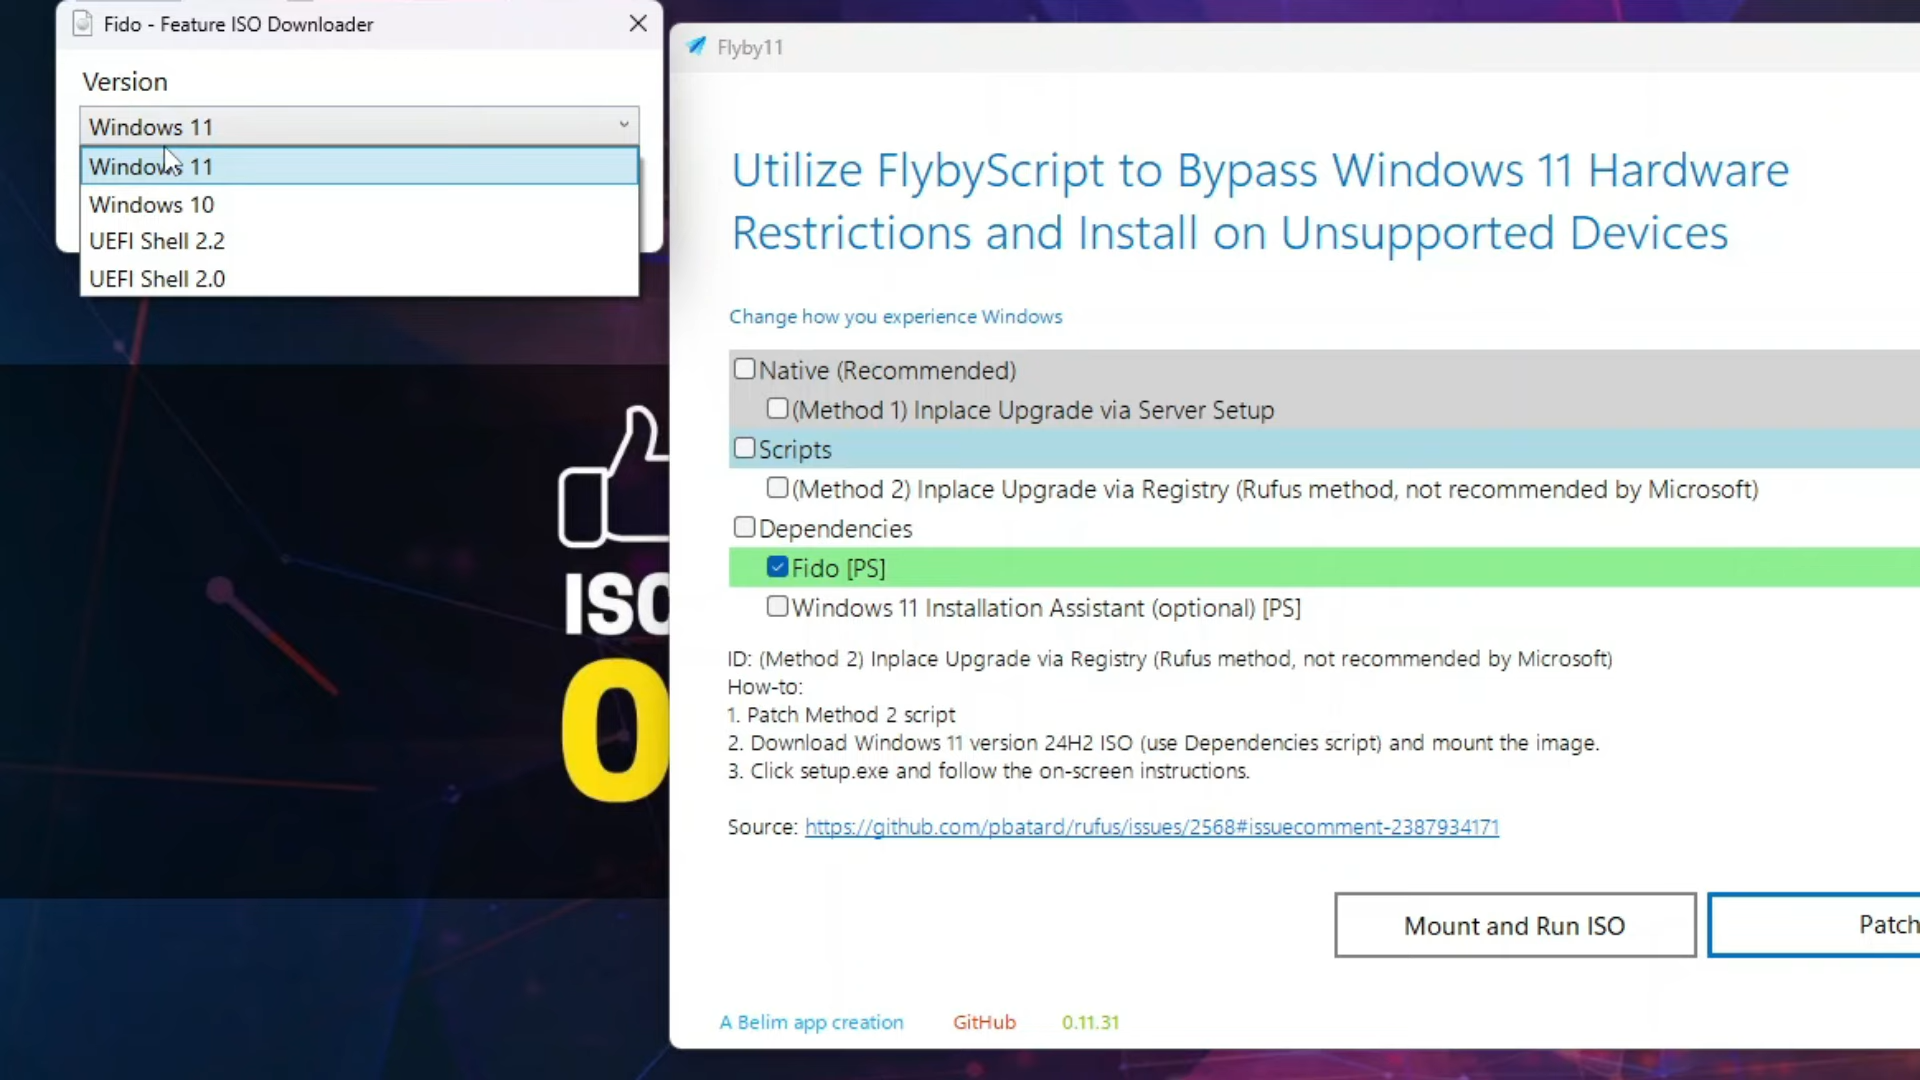 Fido - Feature ISO Downloader
Version
Windows 11
Windows 11
Windows 10
UEFI Shell 2.2
UEFI Shell 2.0
ISO
Flyby11
Utilize FlybyScript to Bypass Windows 11 Hardware
Restrictions and Install on Unsupported Devices
Change how you experience Windows
Native (Recommended)
(Method 1) Inplace Upgrade via Server Setup
Scripts
(Method 2) Inplace Upgrade via Registry (Rufus method, not recommended by Microsoft)
Dependencies
Fido [PS]
Windows 11 Installation Assistant (optional) [PS]
ID: (Method 2) Inplace Upgrade via Registry (Rufus method, not recommended by Microsoft)
How-to:
1. Patch Method 2 script
2. Download Windows 11 version 24H2 ISO (use Dependencies script) and mount the image.
3. Click setup.exe and follow the on-screen instructions.
Source: https://github.com/pbatard/rufus/issues/2568#issuecomment-2387934171
Mount and Run ISO
Patch
A Belim app creation GitHub 0.11.31